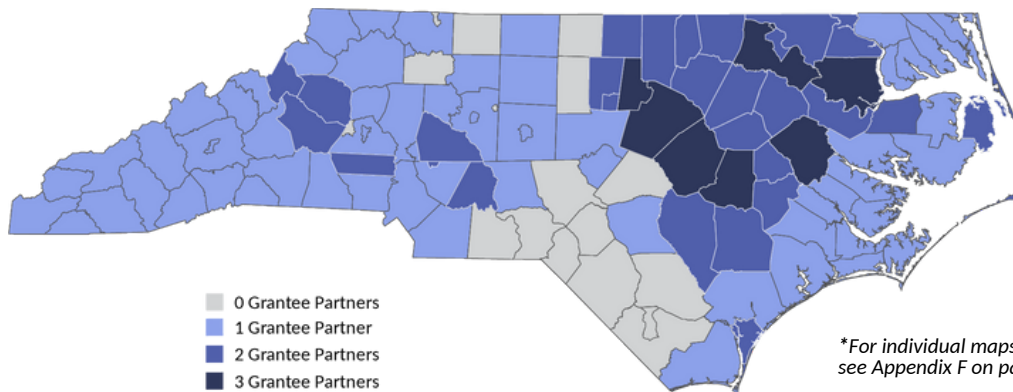 0 Grantee Partners
1 Grantee Partner
2 Grantee Partners
3 Grantee Partners
*For individual maps
see Appendix F on